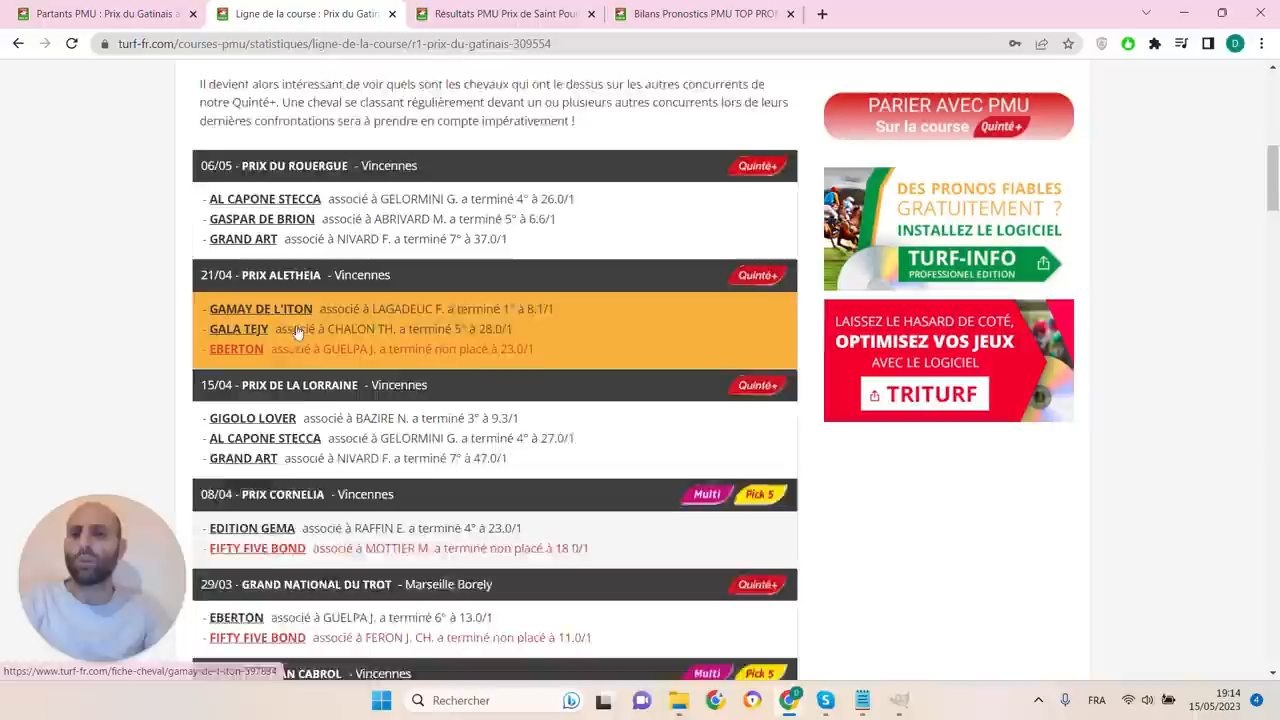 Partants PMU : Prix du Gatinais
Ligne de la course : Prix du Gatin
Résultats PMU Prix de Saint Pou
Bilans Pronostics PMU TOP PRO
turf-fr.com/courses-pmu/statistiques/ligne-de-la-course/r1-prix-du-gatinais-309554
D
Il devient alors intéressant de voir quels sont les chevaux qui ont le dessus sur les autres concurrents de
notre Quinté+. Une cheval se classant régulièrement devant un ou plusieurs autres concurrents lors de leurs
dernières confrontations sera à prendre en compte impérativement !
06/05 - PRIX DU ROUERGUE - Vincennes Quinté+
- AL CAPONE STECCA associé à GELORMINI G. a terminé 4° à 26.0/1
- GASPAR DE BRION associé à ABRIVARD M. a terminé 5° à 6.6/1
- GRAND ART associé à NIVARD F. a terminé 7° à 37.0/1
21/04 - PRIX ALETHEIA - Vincennes Quinté+
- GAMAY DE L'ITON associé à LAGADEUC F. a terminé 1° à 8.1/1
- GALA TEJY associé à CHALON TH. a terminé 5° à 28.0/1
- EBERTON associé à GUELPA J. a terminé non placé à 23.0/1
15/04 - PRIX DE LA LORRAINE - Vincennes Quinté+
- GIGOLO LOVER associé à BAZIRE N. a terminé 3° à 9.3/1
- AL CAPONE STECCA associé à GELORMINI G. a terminé 4° à 27.0/1
- GRAND ART associé à NIVARD F. a terminé 7° à 47.0/1
08/04 - PRIX CORNELIA - Vincennes Multi Pick 5
- EDITION GEMA associé à RAFFIN E. a terminé 4° à 23.0/1
- FIFTY FIVE BOND associé à MOTTIER M. a terminé non placé à 18.0/1
29/03 - GRAND NATIONAL DU TROT - Marseille Borely Quinté+
- EBERTON associé à GUELPA J. a terminé 6° à 13.0/1
- FIFTY FIVE BOND associé à FERON J. CH. a terminé non placé à 11.0/1
AN CABROL - Vincennes Multi Pick 5
PARIER AVEC PMU
Sur la course Quinté+
DES PRONOS FIABLES
GRATUITEMENT ?
INSTALLEZ LE LOGICIEL
TURF-INFO
PROFESSIONEL EDITION
LAISSEZ LE HASARD DE COTÉ,
OPTIMISEZ VOS JEUX
AVEC LE LOGICIEL
TRITURF
https://www.turf-fr.com/fiche-cheval/gamay-de-l-iton-397834
Rechercher
FRA
19:14
15/05/2023
4